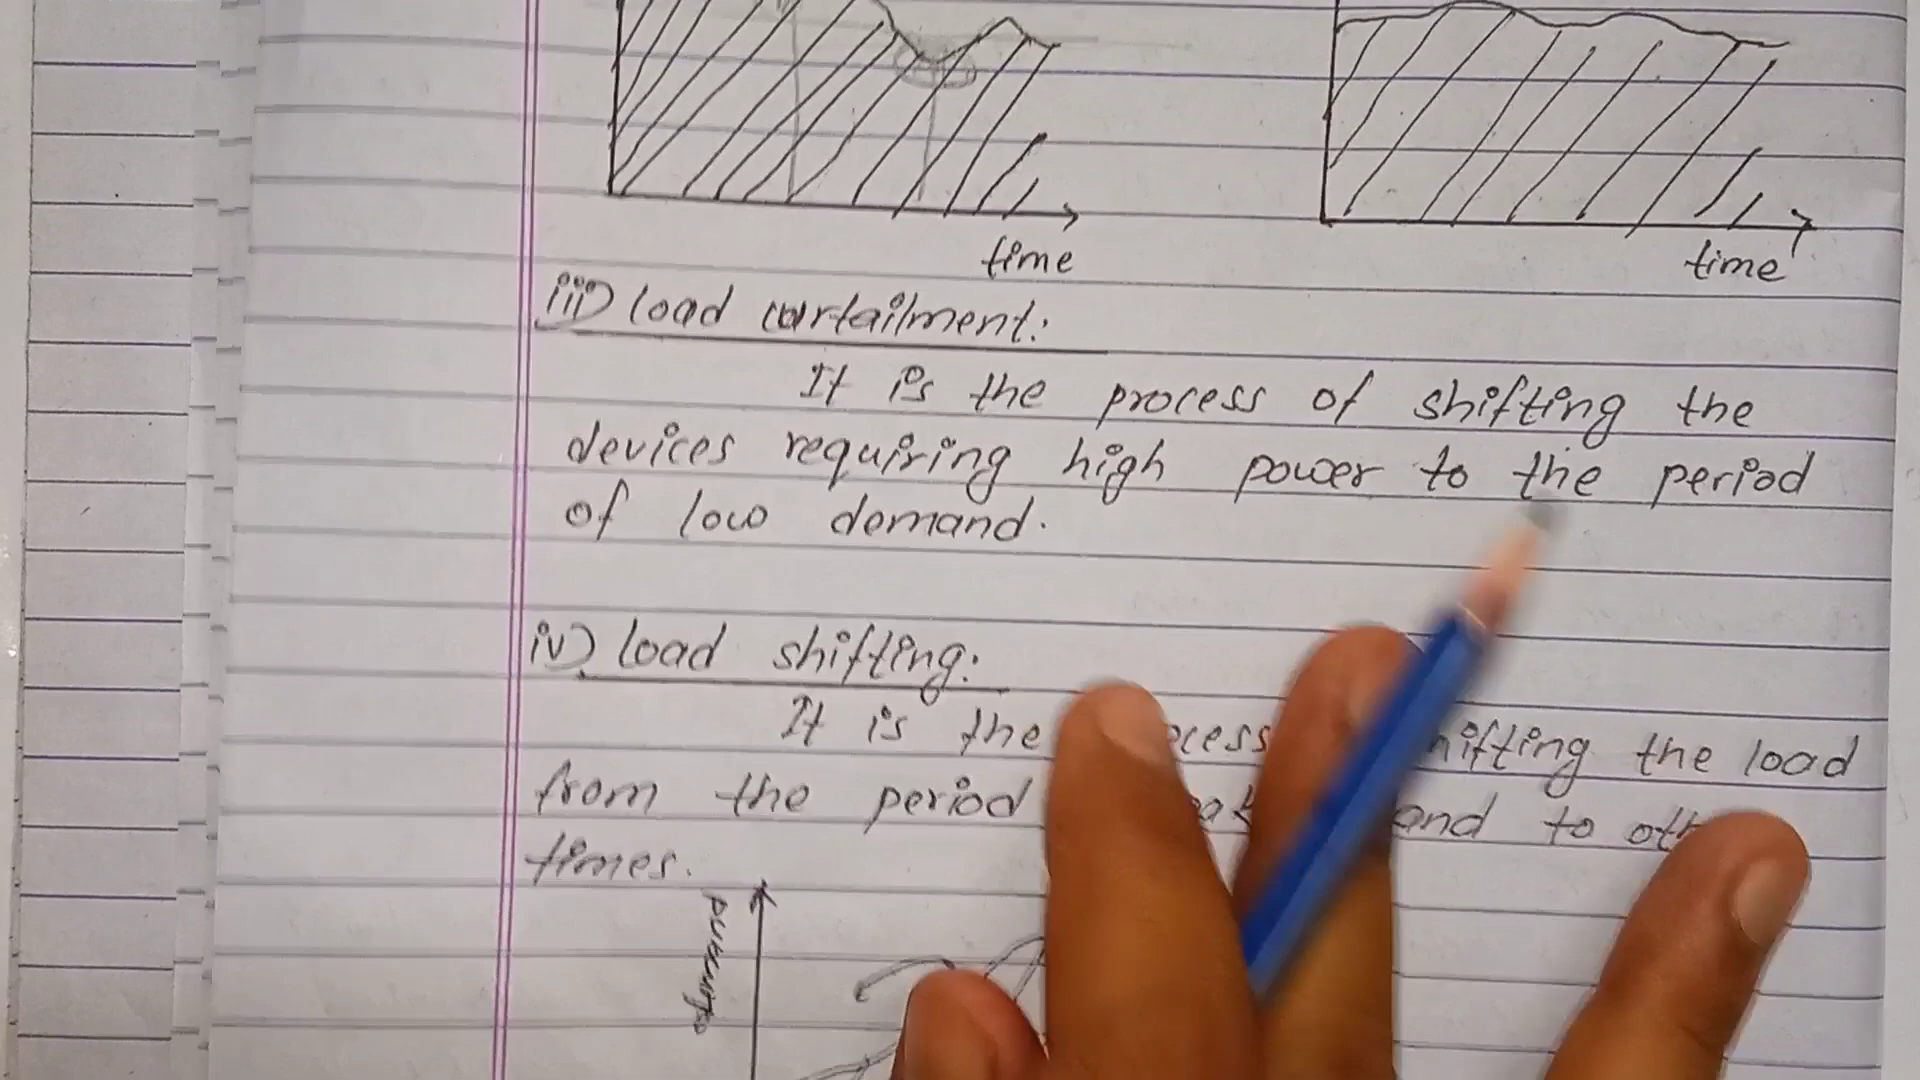 time
time
iii) load curtailment:
It is the process of shifting the
devices requiring high power to the period
of low demand.
iv) load shifting:
It is the shifting the load
from the period to
times.